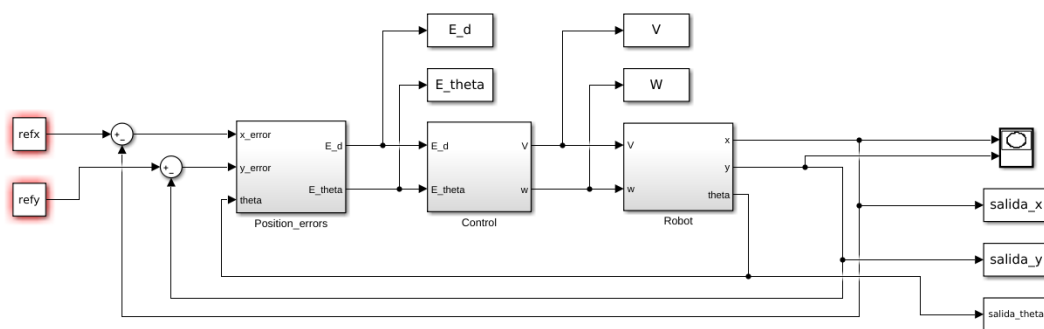 E_d
V
E_theta
W
refx
+
_
x_error
E_d
E_d
V
V
x
+
_
y_error
y
refy
theta
E_theta
E_theta
w
w
theta
Position_errors
Control
Robot
salida_x
salida_y
salida_theta